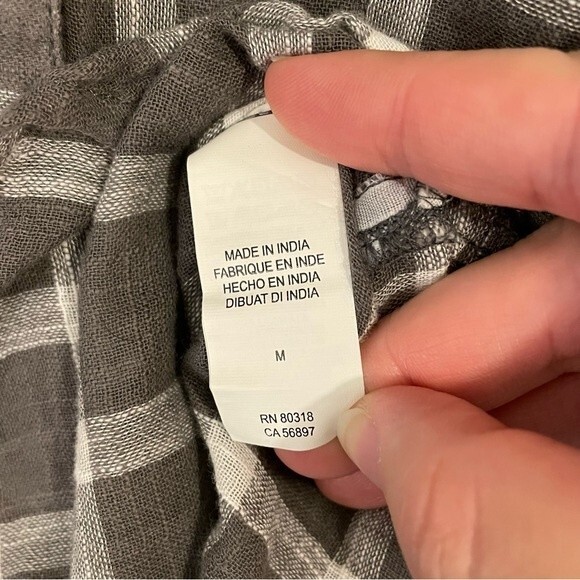 MADE IN INDIA
FABRIQUE EN INDE
HECHO EN INDIA
DIBUAT DI INDIA
M
RN 80318
CA 56897